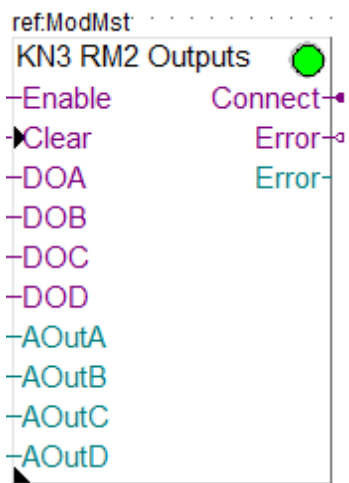 ref:ModMst
KN3 RM2 Outputs
Enable Connect
Clear Error
DOA Error
DOB
DOC
DOD
AOutA
AOutB
AOutC
AOutD